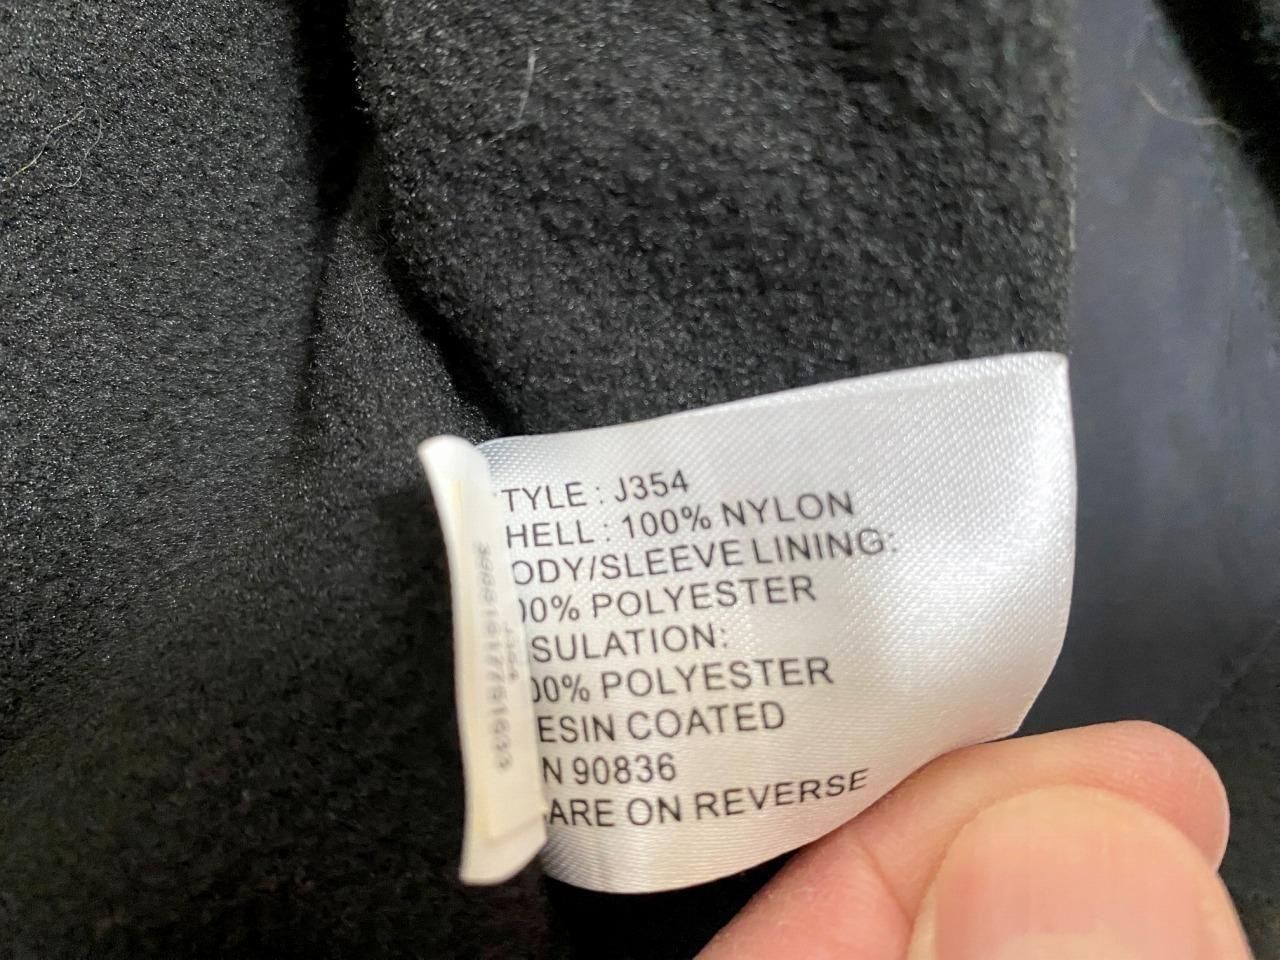 TYLE : J354
HELL : 100% NYLON
ODY/SLEEVE LINING:
00% POLYESTER
SULATION:
00% POLYESTER
ESIN COATED
N 90836
ARE ON REVERSE